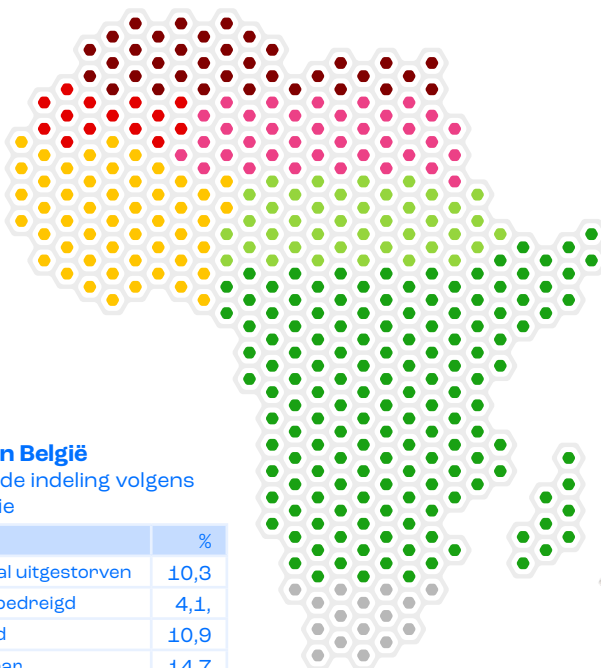 n België
de indeling volgens
ie
%
al uitgestorven 10,3
bedreigd 4,1,
d 10,9
14,7